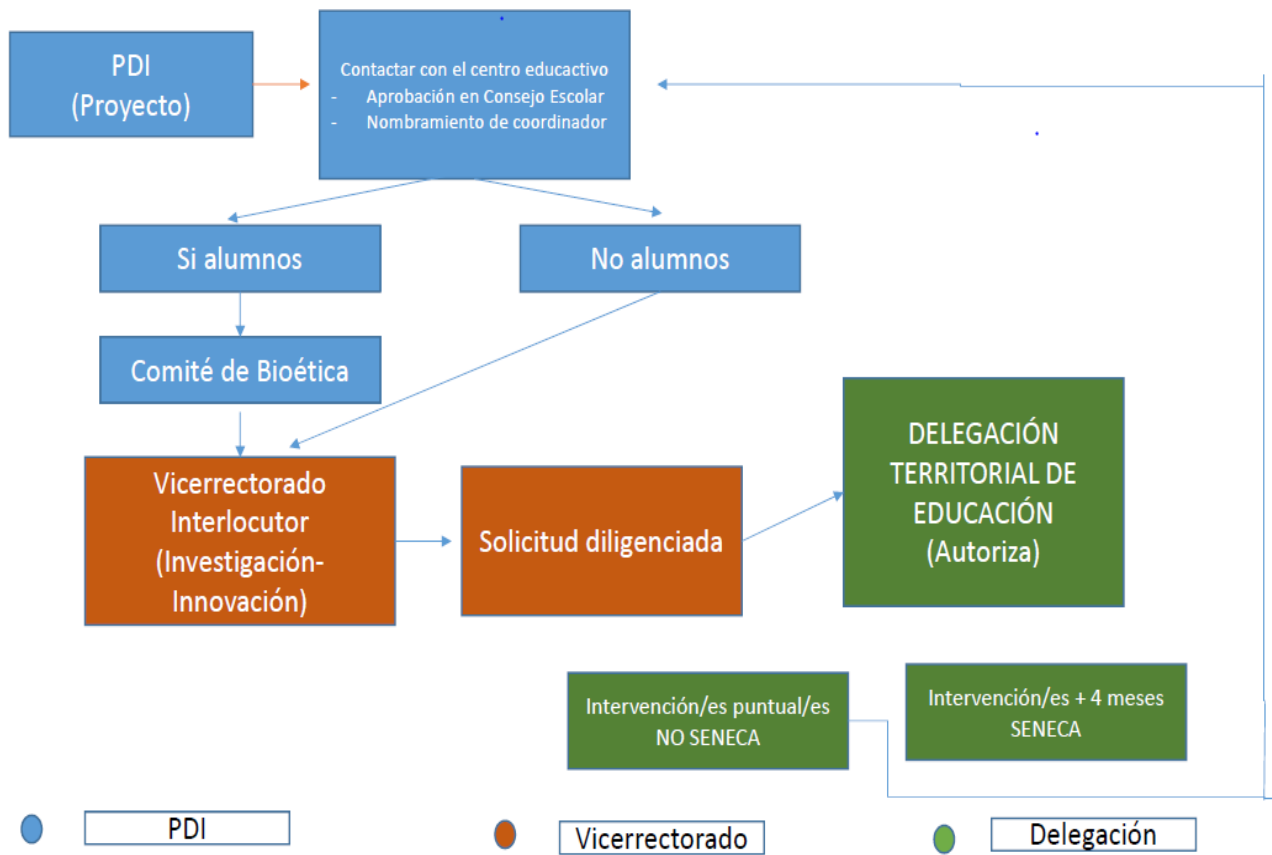 PDI
(Proyecto)
Contactar con el centro educactivo
- Aprobación en Consejo Escolar
- Nombramiento de coordinador
Si alumnos
No alumnos
Comité de Bioética
Vicerrectorado
Interlocutor
(Investigación-
Innovación)
Solicitud diligenciada
DELEGACIÓN
TERRITORIAL DE
EDUCACIÓN
(Autoriza)
Intervención/es puntual/es
NO SENECA
Intervención/es + 4 meses
SENECA
PDI
Vicerrectorado
Delegación